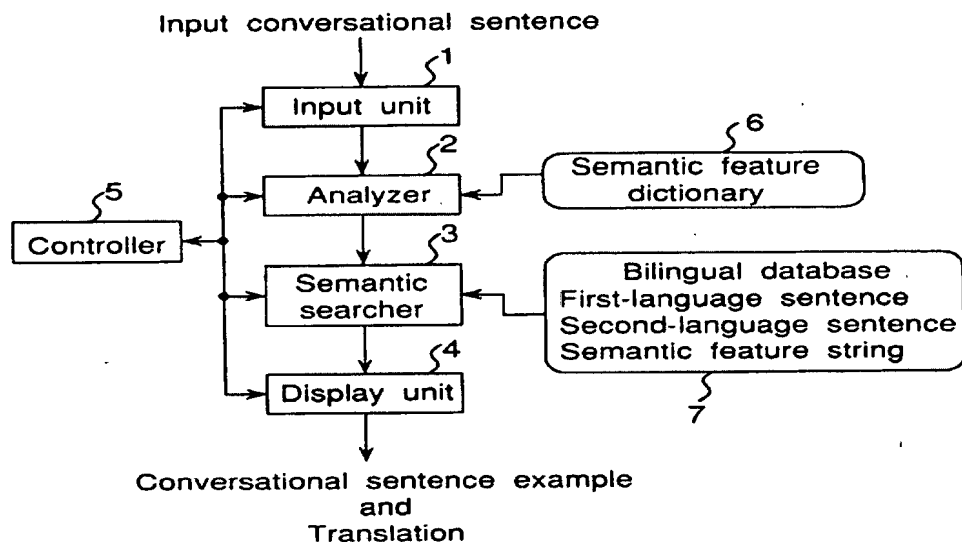 Input conversational sentence
1
Input unit
2
6
Analyzer
Semantic feature
dictionary
5
Controller
3
Semantic
searcher
Bilingual database
First-language sentence
Second-language sentence
Semantic feature string
4
Display unit
7
Conversational sentence example
and
Translation